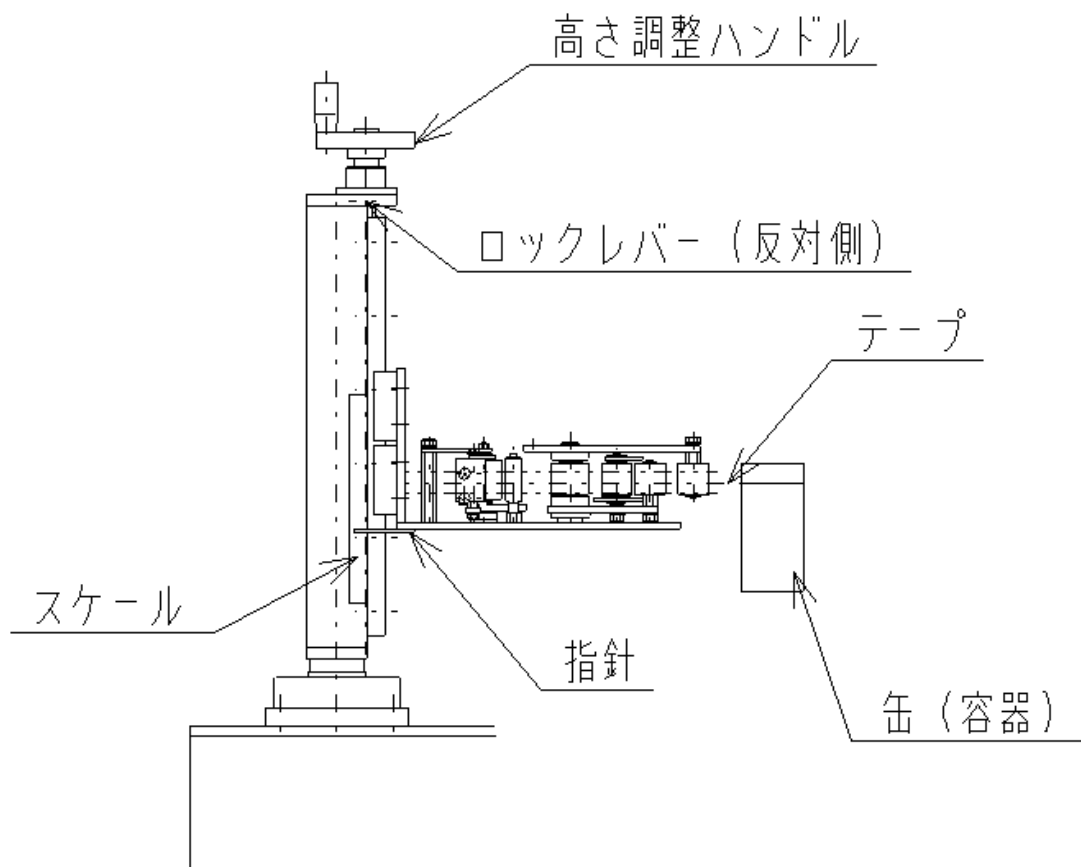 高さ調整ハンドル
ロックレバー（反対側）
テープ
スケール
指針
缶（容器）